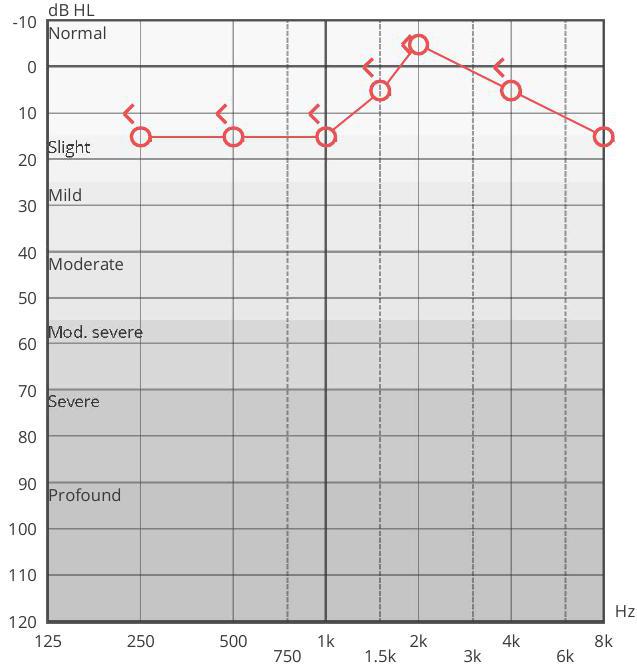 dB HL
-10
Normal
0
10
Slight
20
Mild
30
40
Moderate
50
Mod. severe
60
70
Severe
80
90
Profound
100
110
120
Hz
125 250 500 1k 2k 4k 8k
750 1.5k 3k 6k